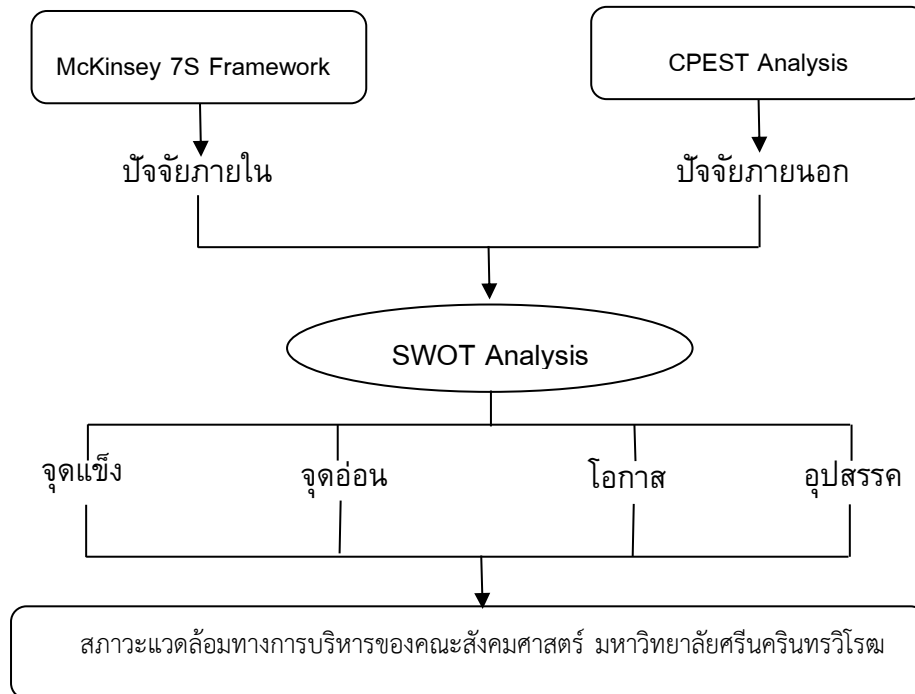 McKinsey 7S Framework
CPEST Analysis
ปัจจัยภายใน
ปัจจัยภายนอก
SWOT Analysis
จุดแข็ง
จุดอ่อน
โอกาส
อุปสรรค
สภาวะแวดล้อมทางการบริหารของคณะสังคมศาสตร์ มหาวิทยาลัยศรีนครินทรวิโรฒ